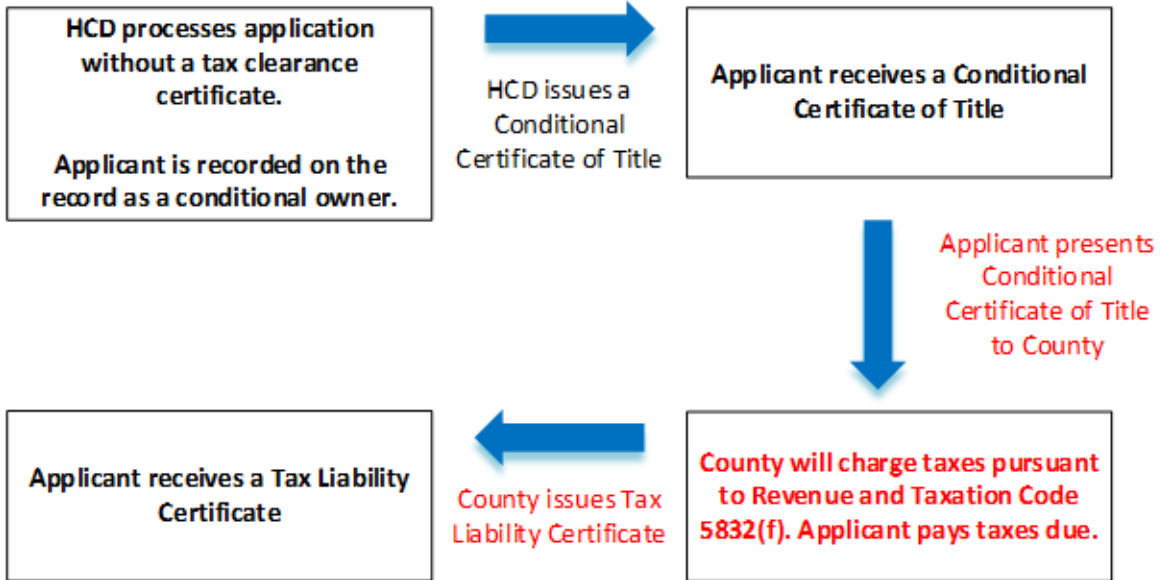 HCD processes application
without a tax clearance
certificate.
Applicant is recorded on the
record as a conditional owner.
HCD issues a
Conditional
Certificate of Title
Applicant receives a Conditional
Certificate of Title
Applicant presents
Conditional
Certificate of Title
to County
County will charge taxes pursuant
to Revenue and Taxation Code
5832(f). Applicant pays taxes due.
County issues Tax
Liability Certificate
Applicant receives a Tax Liability
Certificate